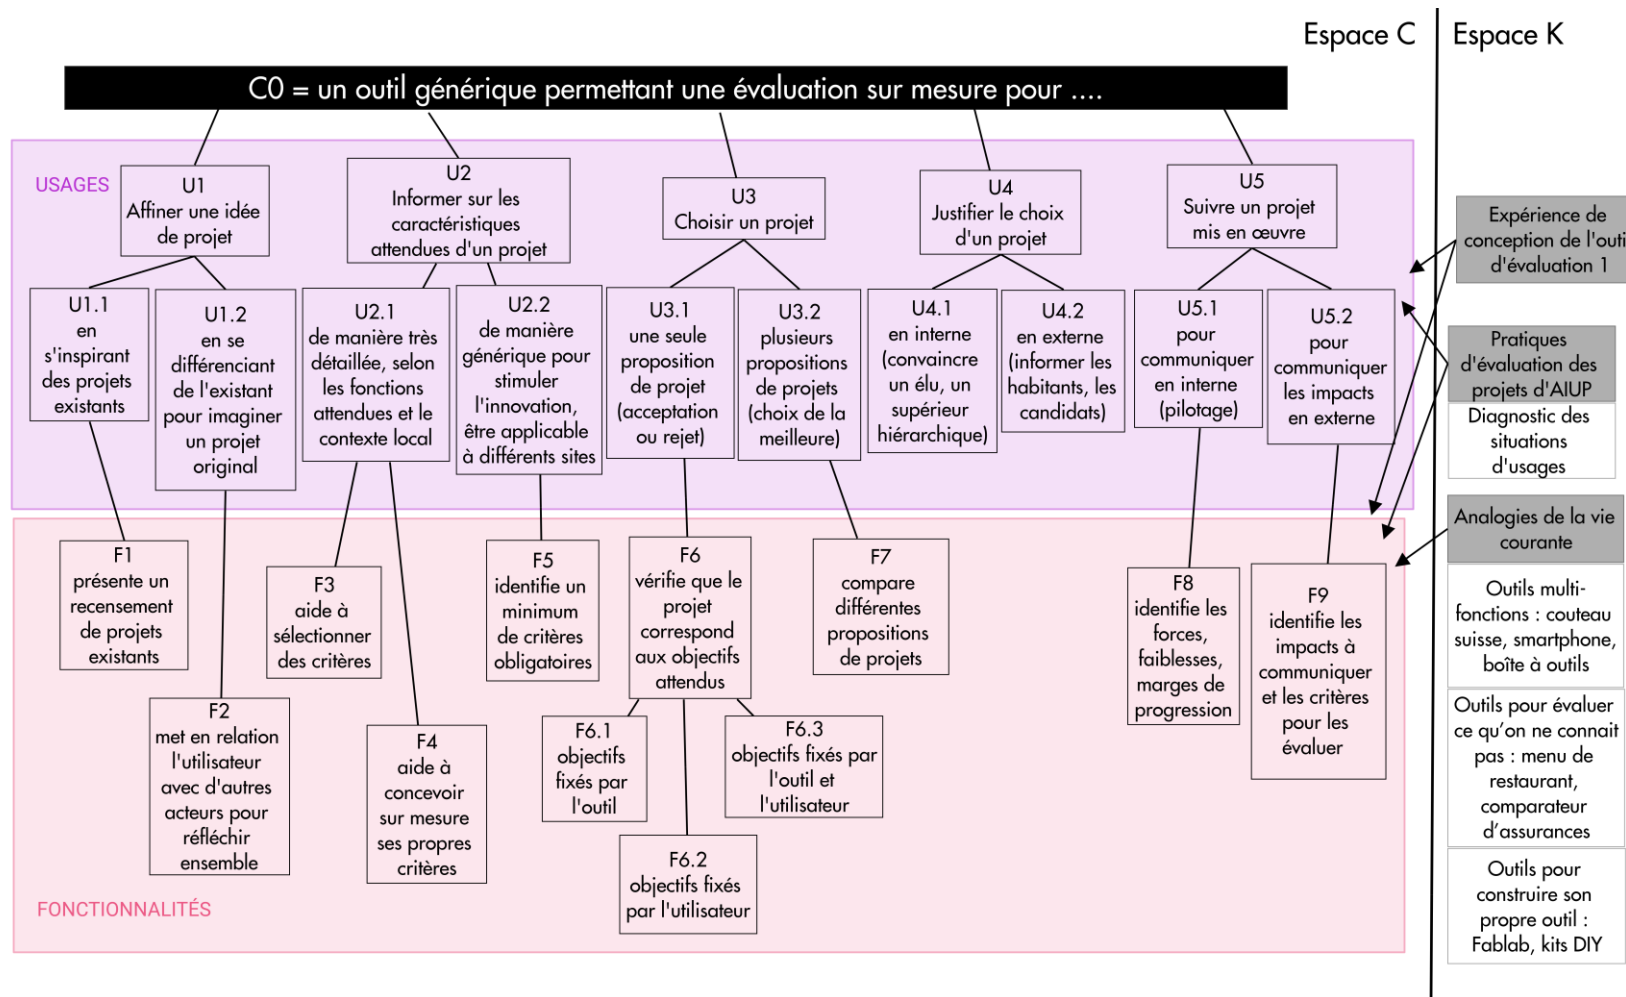 Espace C
Espace K
C0 = un outil générique permettant une évaluation sur mesure pour ....
USAGES
U1
Affiner une idée
de projet
U2
Informer sur les
caractéristiques
attendues d'un projet
U3
Choisir un projet
U4
Justifier le choix
d'un projet
U5
Suivre un projet
mis en œuvre
U1.1
en
s'inspirant
des projets
existants
U1.2
en se
différenciant
de l'existant
pour imaginer
un projet
original
U2.1
de manière très
détaillée, selon
les fonctions
attendues et le
contexte local
U2.2
de manière
générique pour
stimuler
l'innovation,
être applicable
à différents sites
U3.1
une seule
proposition
de projet
(acceptation
ou rejet)
U3.2
plusieurs
propositions
de projets
(choix de la
meilleure)
U4.1
en interne
(convaincre
un élu, un
supérieur
hiérarchique)
U4.2
en externe
(informer les
habitants, les
candidats)
U5.1
pour
communiquer
en interne
(pilotage)
U5.2
pour
communiquer
les impacts
en externe
F1
présente un
recensement
de projets
existants
F2
met en relation
l'utilisateur
avec d'autres
acteurs pour
réfléchir
ensemble
F3
aide à
sélectionner
des critères
F4
aide à
concevoir
sur mesure
ses propres
critères
F5
identifie un
minimum
de critères
obligatoires
F6
vérifie que le
projet
correspond
aux objectifs
attendus
F6.1
objectifs
fixés par
l'outil
F6.2
objectifs fixés
par l'utilisateur
F6.3
objectifs fixés par
l'outil et
l'utilisateur
F7
compare
différentes
propositions
de projets
F8
identifie les
forces,
faiblesses,
marges de
progression
F9
identifie les
impacts à
communiquer
et les critères
pour les
évaluer
FONCTIONNALITÉS
Expérience de
conception de l'outi
d'évaluation 1
Pratiques
d'évaluation des
projets d'AIUP
Diagnostic des
situations
d'usages
Analogies de la vie
courante
Outils multi-
fonctions : couteau
suisse, smartphone,
boîte à outils
Outils pour évaluer
ce qu’on ne connait
pas : menu de
restaurant,
comparateur
d’assurances
Outils pour
construire son
propre outil :
Fablab, kits DIY